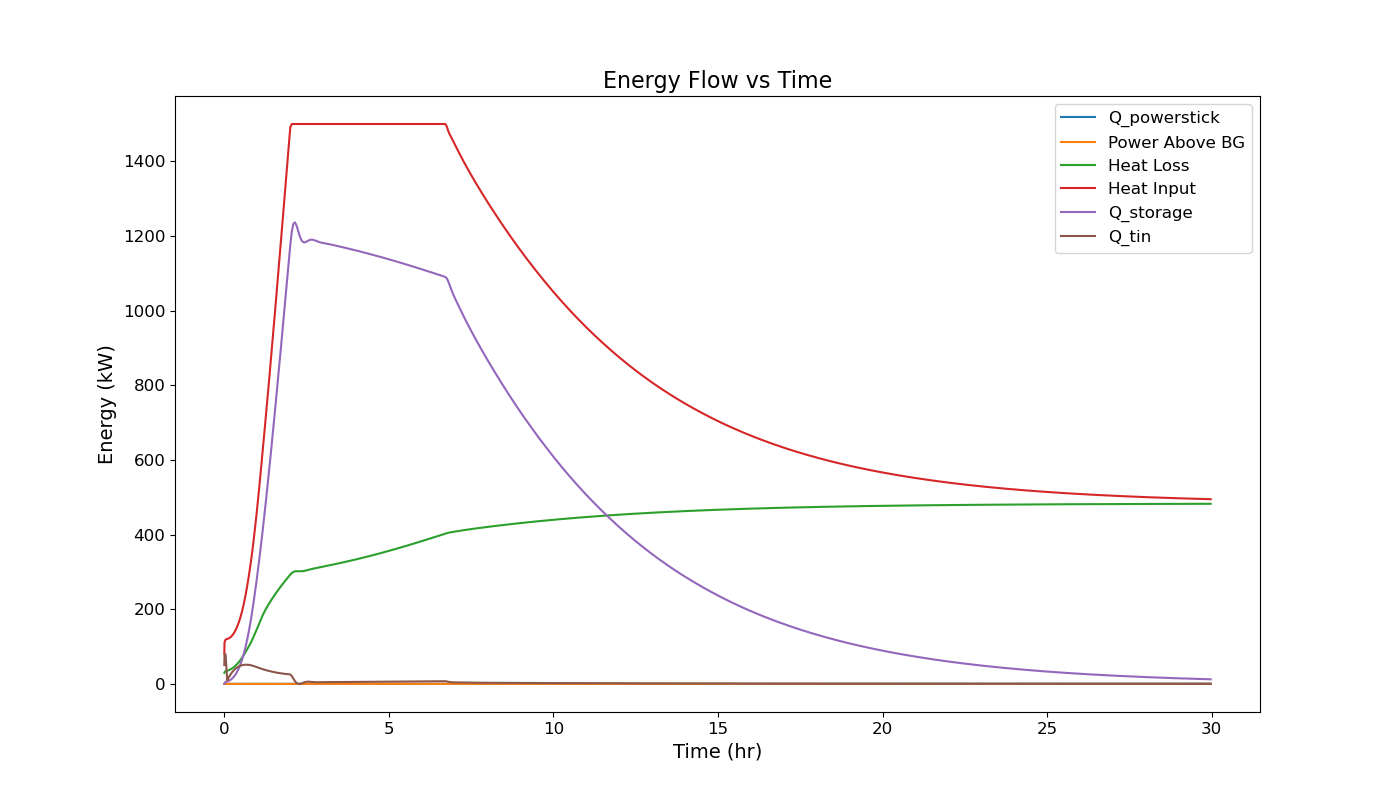 Energy Flow vs Time
Energy (kW)
1400
1200
1000
800
600
400
200
0
0 5 10 15 20 25 30
Time (hr)
Q_powerstick
Power Above BG
Heat Loss
Heat Input
Q_storage
Q_tin